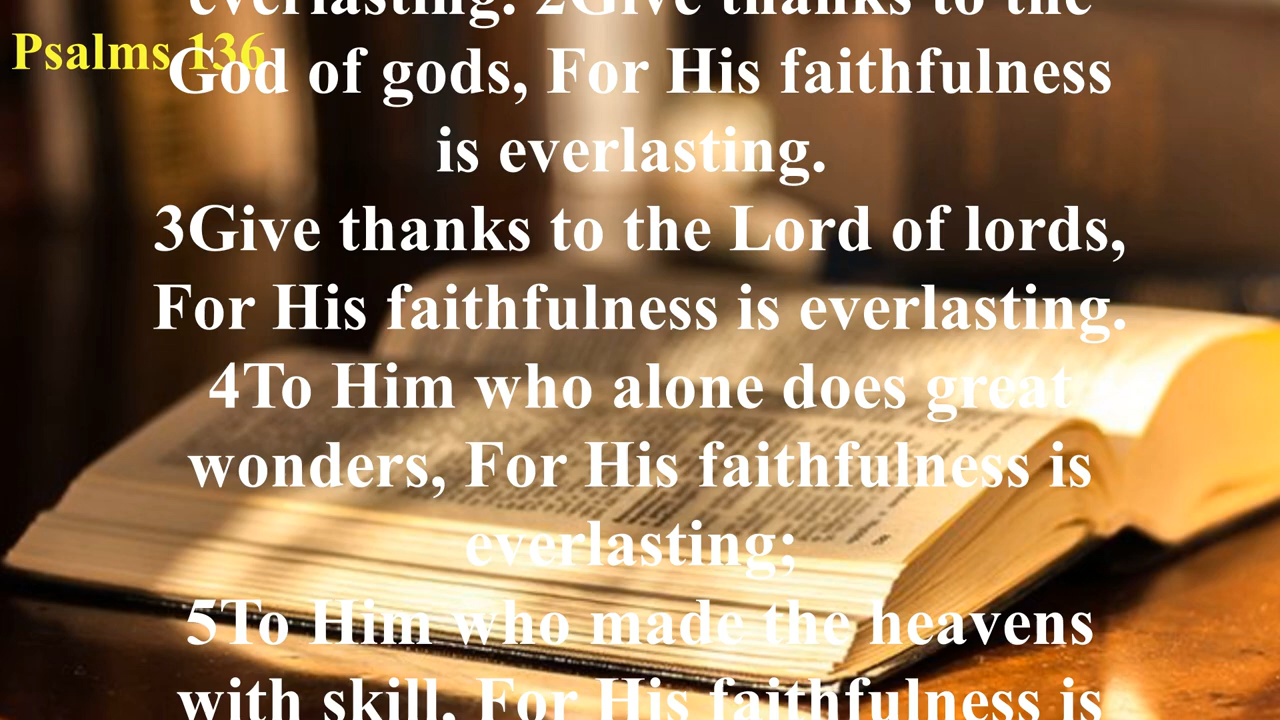 everlasting. 2Give thanks to the
Psalms 136
God of gods, For His faithfulness
is everlasting.
3Give thanks to the Lord of lords,
For His faithfulness is everlasting.
4To Him who alone does great
wonders, For His faithfulness is
everlasting;
5To Him who made the heavens
with skill, For His faithfulness is